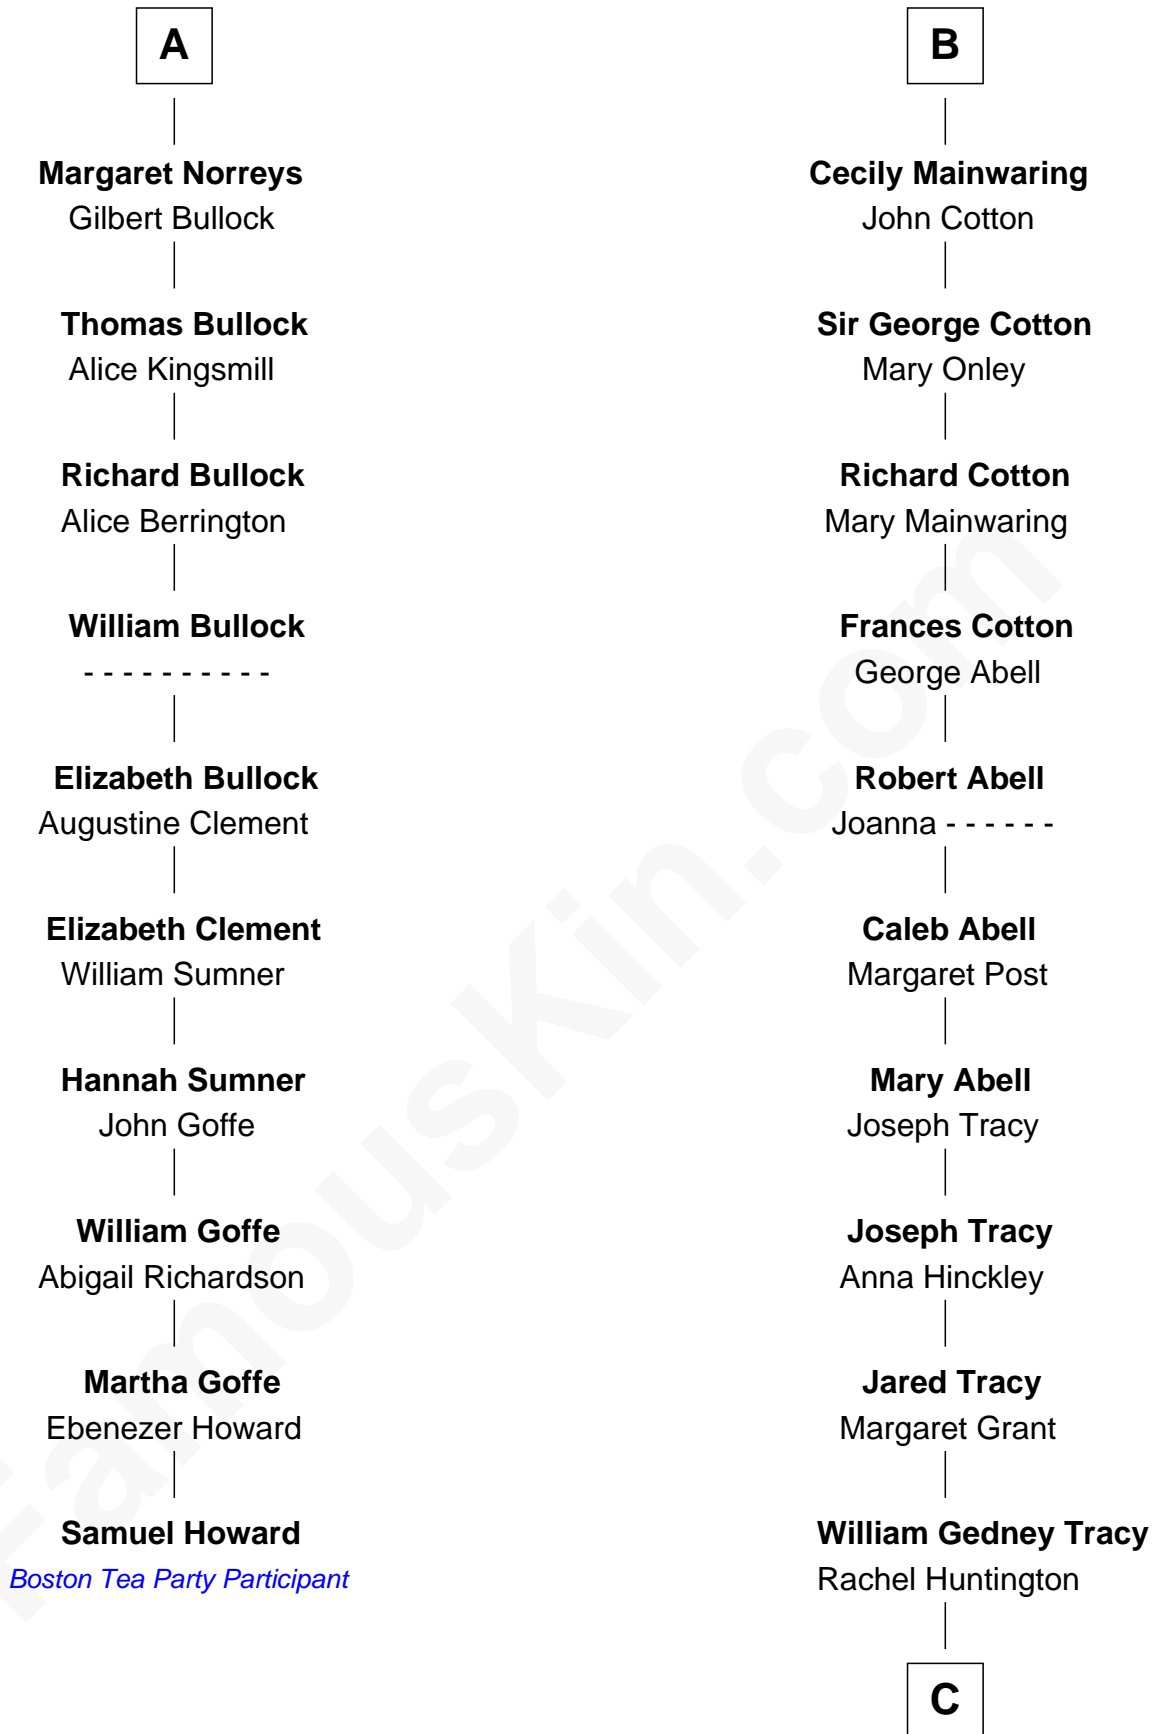 A
Margaret Norreys
Gilbert Bullock
Thomas Bullock
Alice Kingsmill
Richard Bullock
Alice Berrington
William Bullock
- - - - - - - - - -
Elizabeth Bullock
Augustine Clement
Elizabeth Clement
William Sumner
Hannah Sumner
John Goffe
William Goffe
Abigail Richardson
Martha Goffe
Ebenezer Howard
Samuel Howard
Boston Tea Party Participant
B
Cecily Mainwaring
John Cotton
Sir George Cotton
Mary Onley
Richard Cotton
Mary Mainwaring
Frances Cotton
George Abell
Robert Abell
Joanna - - - - - -
Caleb Abell
Margaret Post
Mary Abell
Joseph Tracy
Joseph Tracy
Anna Hinckley
Jared Tracy
Margaret Grant
William Gedney Tracy
Rachel Huntington
C
FamousKin.com